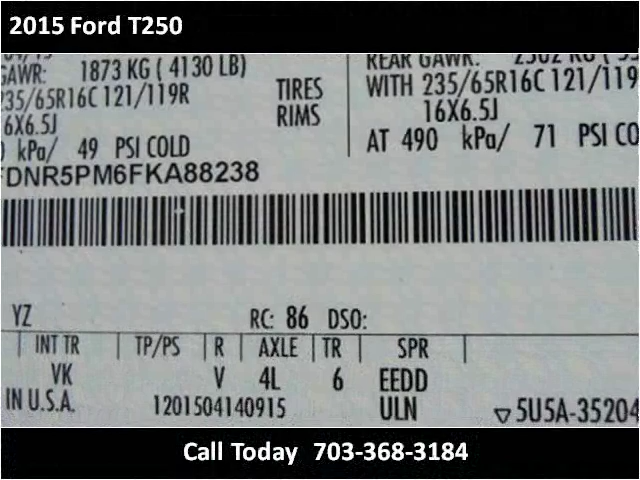 2015 Ford T250
GAWR: 1873 KG ( 4130 LB)
235/65R16C 121/119R
16X6.5J
kPa/ 49 PSI COLD
TIRES
RIMS
REAR GAWR:
WITH 235/65R16C 121/119
16X6.5J
AT 490 kPa/ 71 PSI CO
FDNR5PM6FKA88238
YZ RC: 86 DSO:
INT TR TP/PS R AXLE TR SPR
VK V 4L 6 EEDD
IN U.S.A. 1201504140915 ULN ▽5U5A-35204
Call Today 703-368-3184